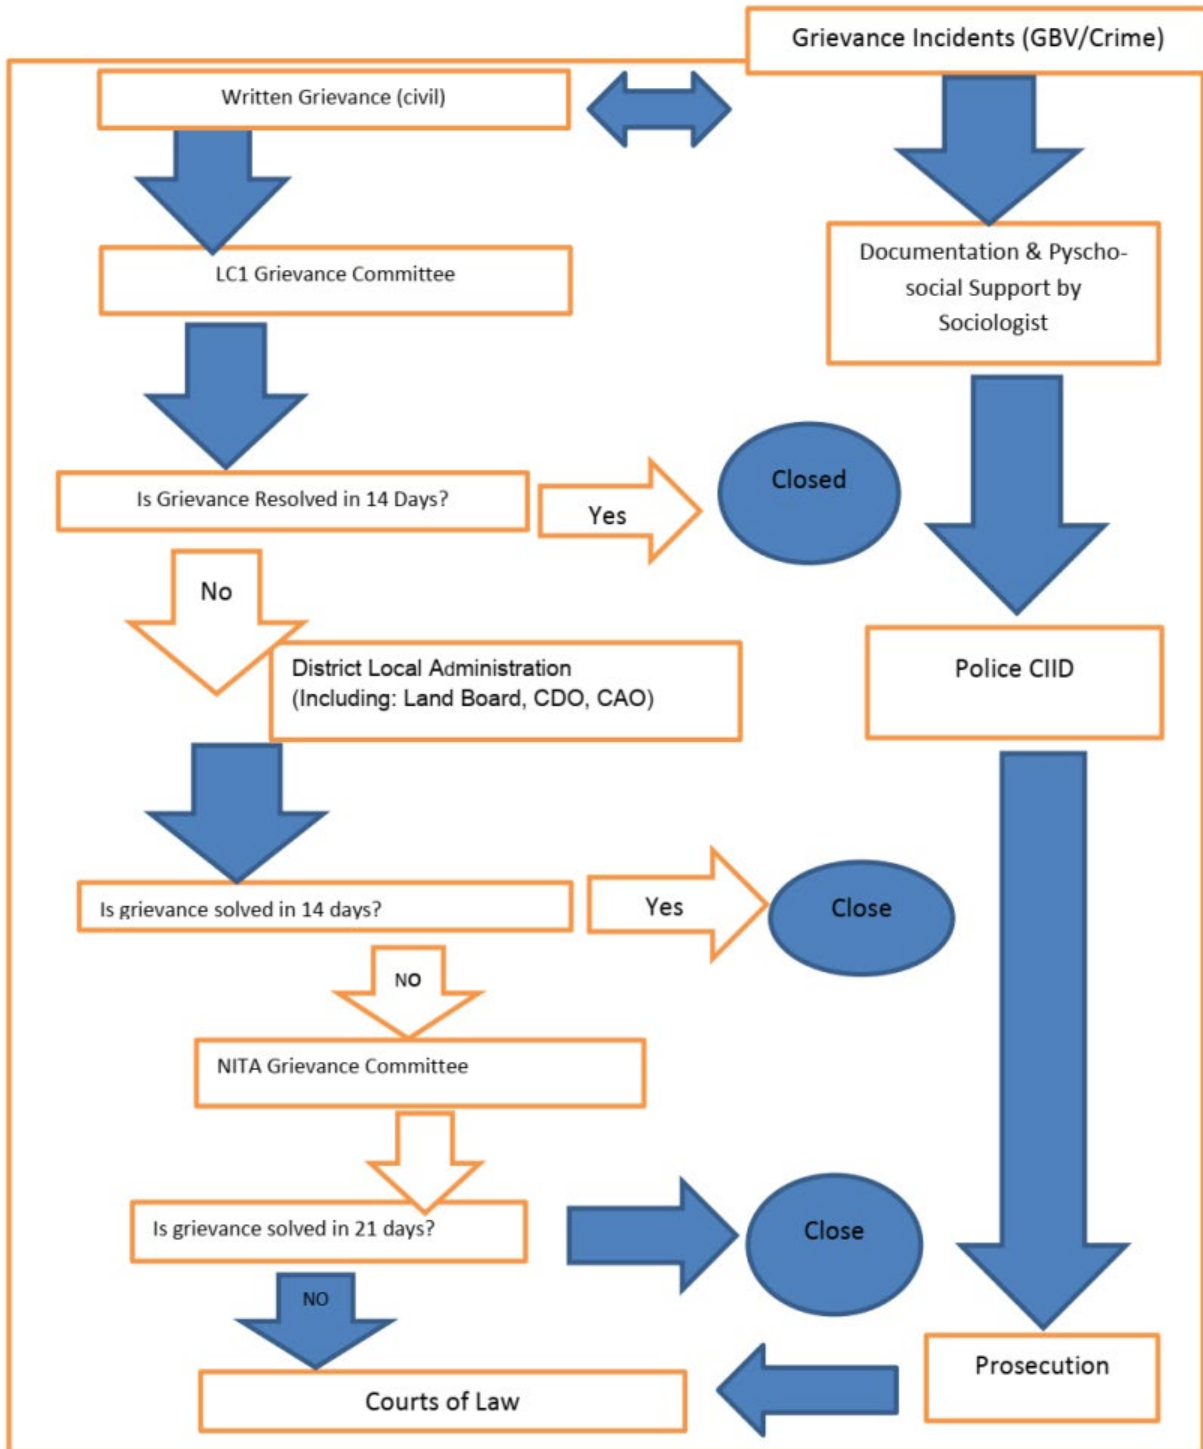 Grievance Incidents (GBV/Crime)
Written Grievance (civil)
LC1 Grievance Committee
Documentation & Pyscho-
social Support by
Sociologist
Is Grievance Resolved in 14 Days?
Yes
Closed
No
District Local Administration
(Including: Land Board, CDO, CAO)
Police CIID
Is grievance solved in 14 days?
Yes
Close
NO
NITA Grievance Committee
Is grievance solved in 21 days?
Close
NO
Prosecution
Courts of Law